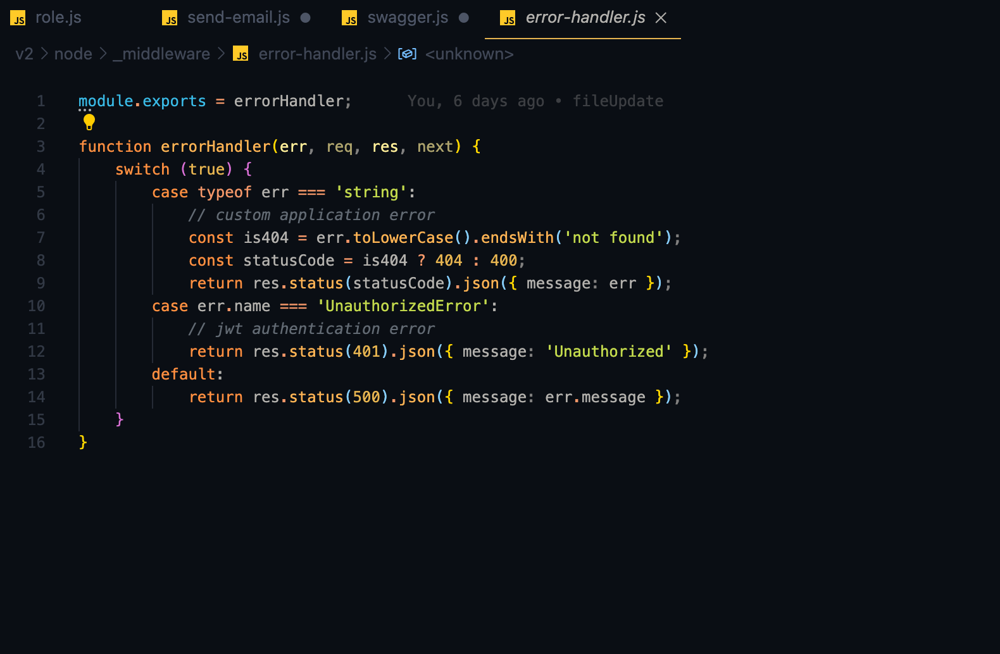 JS role.js JS send-email.js JS swagger.js JS error-handler.js
v2 > node > _middleware > JS error-handler.js > <unknown>
1 module.exports = errorHandler; You, 6 days ago • fileUpdate
2
3 function errorHandler(err, req, res, next) {
4     switch (true) {
5         case typeof err === 'string':
6             // custom application error
7             const is404 = err.toLowerCase().endsWith('not found');
8             const statusCode = is404 ? 404 : 400;
9             return res.status(statusCode).json({ message: err });
10         case err.name === 'UnauthorizedError':
11             // jwt authentication error
12             return res.status(401).json({ message: 'Unauthorized' });
13         default:
14             return res.status(500).json({ message: err.message });
15     }
16 }